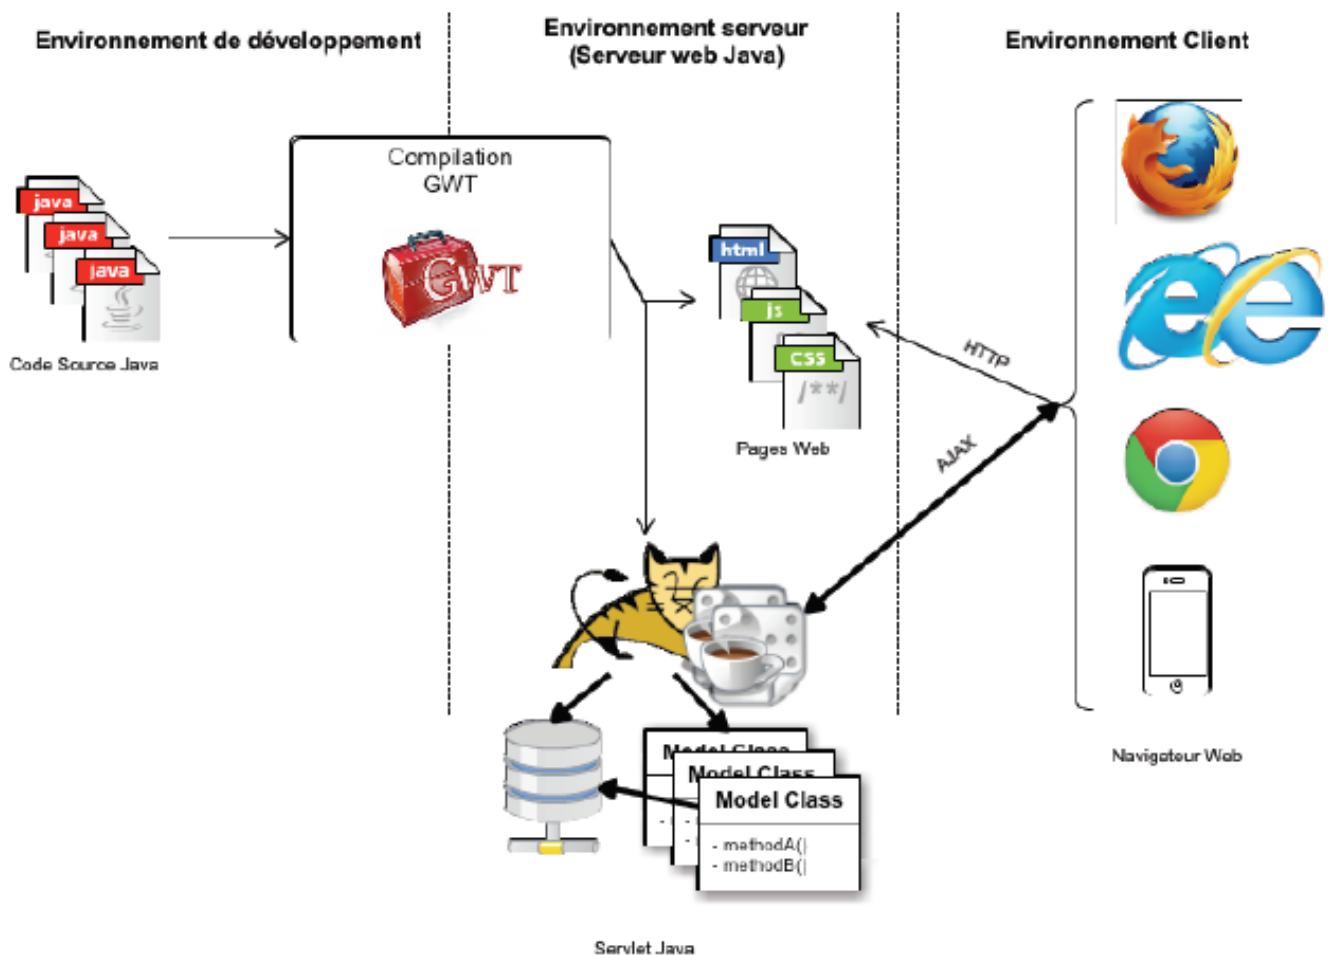 Environnement de développement
Environnement serveur
(Serveur web Java)
Environnement Client
Compilation
GWT
java
java
java
GWT
Code Source Java
html
js
css
/**/
Pages Web
HTTP
AJAX
Model Class
Model Class
Model Class
- methodA()
- methodB()
Navigateur Web
Servlet Java